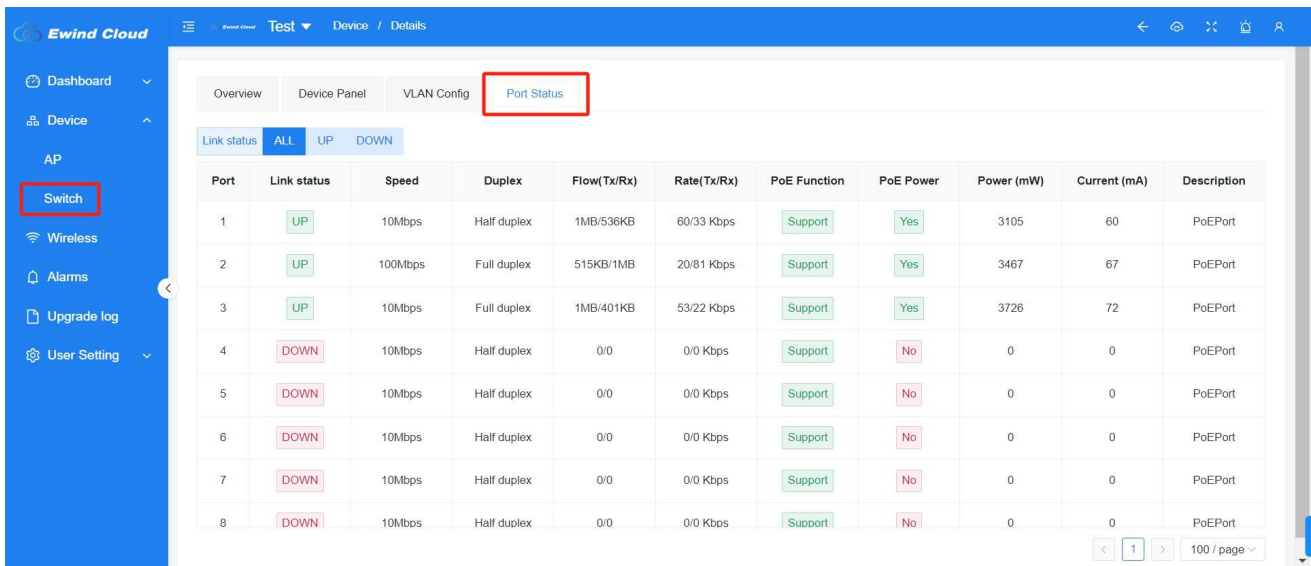 Ewind Cloud
Ewind Cloud Test Device / Details
Dashboard
Device
AP
Switch
Wireless
Alarms
Upgrade log
User Setting
Overview Device Panel VLAN Config Port Status
Link status ALL UP DOWN
Port Link status Speed Duplex Flow(Tx/Rx) Rate(Tx/Rx) PoE Function PoE Power Power (mW) Current (mA) Description
1 UP 10Mbps Half duplex 1MB/536KB 60/33 Kbps Support Yes 3105 60 PoEPort
2 UP 100Mbps Full duplex 515KB/1MB 20/81 Kbps Support Yes 3467 67 PoEPort
3 UP 10Mbps Full duplex 1MB/401KB 53/22 Kbps Support Yes 3726 72 PoEPort
4 DOWN 10Mbps Half duplex 0/0 0/0 Kbps Support No 0 0 PoEPort
5 DOWN 10Mbps Half duplex 0/0 0/0 Kbps Support No 0 0 PoEPort
6 DOWN 10Mbps Half duplex 0/0 0/0 Kbps Support No 0 0 PoEPort
7 DOWN 10Mbps Half duplex 0/0 0/0 Kbps Support No 0 0 PoEPort
8 DOWN 10Mbps Half duplex 0/0 0/0 Kbps Support No 0 0 PoEPort
< 1 > 100 / page